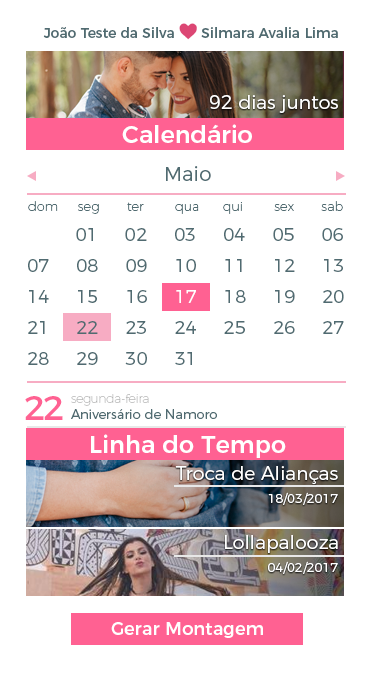 João Teste da Silva ❤ Silmara Avalia Lima
92 dias juntos
Calendário
◀ Maio ▶
dom seg ter qua qui sex sab
01 02 03 04 05 06
07 08 09 10 11 12 13
14 15 16 17 18 19 20
21 22 23 24 25 26 27
28 29 30 31
22 segunda-feira
Aniversário de Namoro
Linha do Tempo
Troca de Alianças
18/03/2017
Lollapalooza
04/02/2017
Gerar Montagem